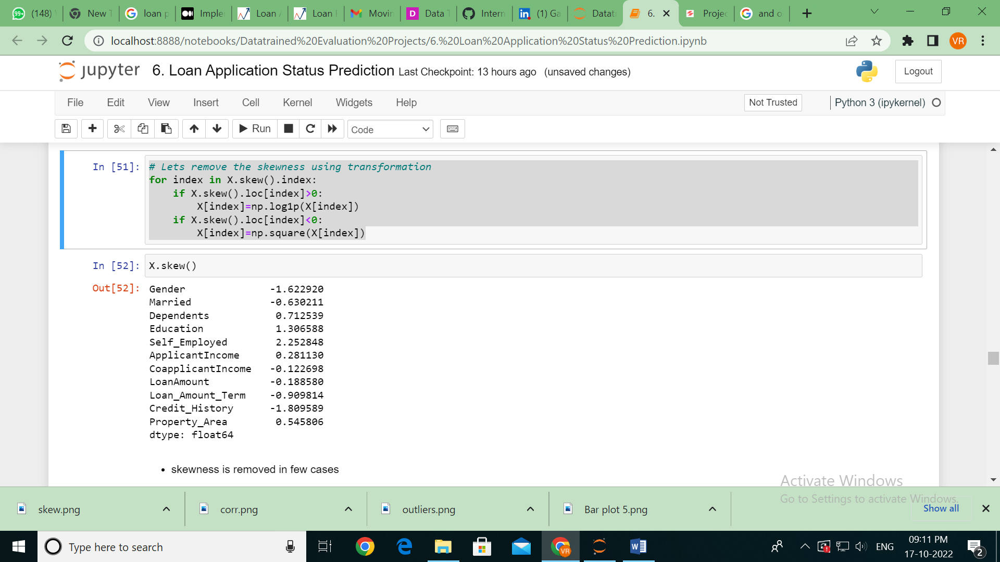 (148)
New T
loan p
Impler
Loan A
Loan F
Movin
Data T
Intern
(1) Ga
Datat
6.
Projec
and o
localhost:8888/notebooks/Datatrained%20Evaluation%20Projects/6.%20Loan%20Application%20Status%20Prediction.ipynb
VR
jupyter 6. Loan Application Status Prediction Last Checkpoint: 13 hours ago (unsaved changes)
Logout
File Edit View Insert Cell Kernel Widgets Help
Not Trusted
Python 3 (ipykernel)
Run
Code
In [51]: # Lets remove the skewness using transformation
for index in X.skew().index:
    if X.skew().loc[index]>0:
        X[index]=np.log1p(X[index])
    if X.skew().loc[index]<0:
        X[index]=np.square(X[index])
In [52]: X.skew()
Out[52]: Gender -1.622920
Married -0.630211
Dependents 0.712539
Education 1.306588
Self_Employed 2.252848
ApplicantIncome 0.281130
CoapplicantIncome -0.122698
LoanAmount -0.188580
Loan_Amount_Term -0.909814
Credit_History -1.809589
Property_Area 0.545806
dtype: float64
• skewness is removed in few cases
Activate Windows
Go to Settings to activate Windows.
skew.png
corr.png
outliers.png
Bar plot 5.png
Show all
Type here to search
VR
ENG
09:11 PM
17-10-2022
2